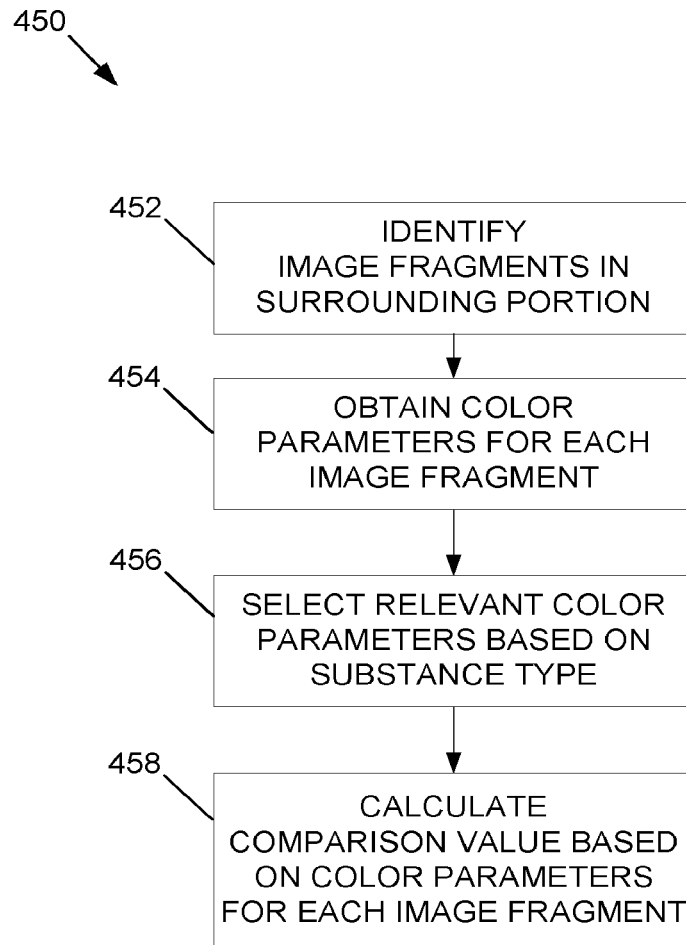 450
452
IDENTIFY
IMAGE FRAGMENTS IN
SURROUNDING PORTION
454
OBTAIN COLOR
PARAMETERS FOR EACH
IMAGE FRAGMENT
456
SELECT RELEVANT COLOR
PARAMETERS BASED ON
SUBSTANCE TYPE
458
CALCULATE
COMPARISON VALUE BASED
ON COLOR PARAMETERS
FOR EACH IMAGE FRAGMENT